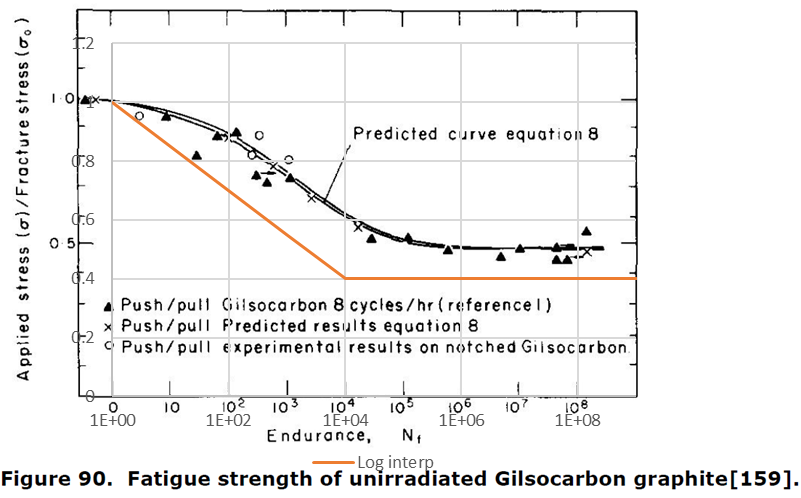 Applied stress (σ)/Fracture stress (σ₀)
1.2
1.0 1
0.8
0.6
0.5
0.4
0.2
0
Predicted curve equation 8
▲ Push/pull Gilsocarbon 8 cycles/hr (reference 1)
× Push/pull Predicted results equation 8
○ Push/pull experimental results on notched Gilsocarbon.
10 10² 10³ 10⁴ 10⁵ 10⁶ 10⁷ 10⁸
1E+00 1E+02 1E+04 1E+06 1E+08
Endurance, Nf
Log interp
Figure 90. Fatigue strength of unirradiated Gilsocarbon graphite[159].